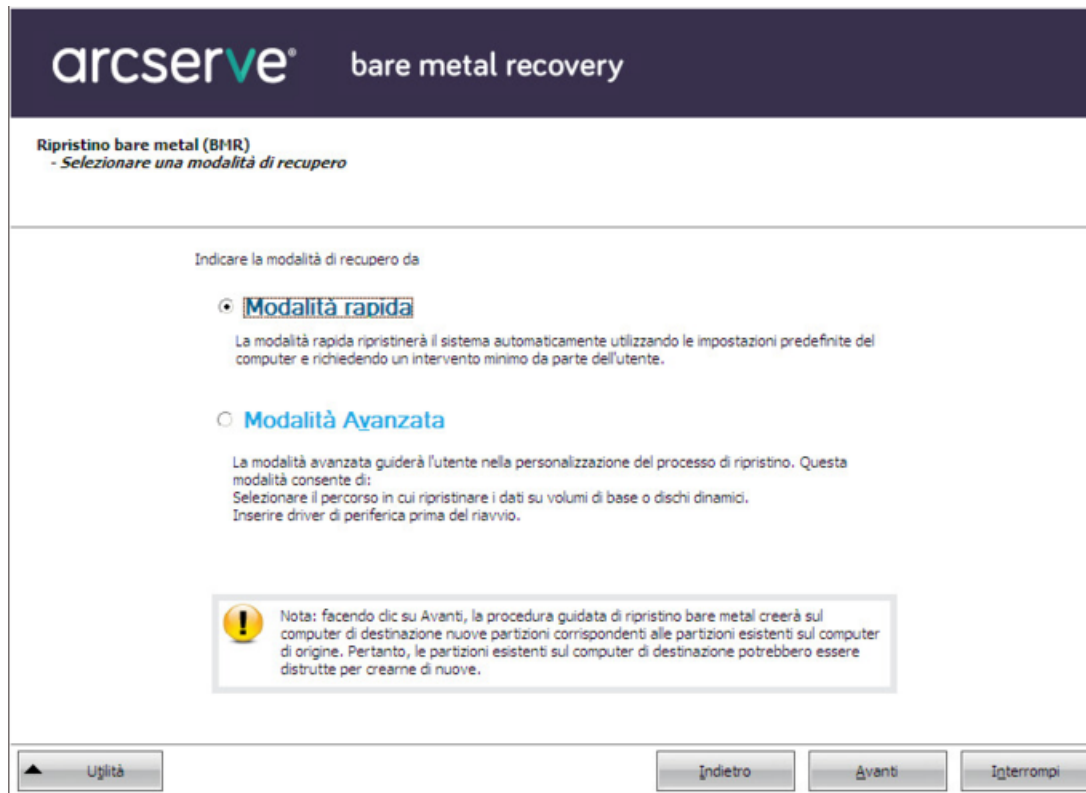 arcserve® bare metal recovery
Ripristino bare metal (BMR)
- Selezionare una modalità di recupero
Indicare la modalità di recupero da
Modalità rapida
La modalità rapida ripristinerà il sistema automaticamente utilizzando le impostazioni predefinite del
computer e richiedendo un intervento minimo da parte dell'utente.
Modalità Avanzata
La modalità avanzata guiderà l'utente nella personalizzazione del processo di ripristino. Questa
modalità consente di:
Selezionare il percorso in cui ripristinare i dati su volumi di base o dischi dinamici.
Inserire driver di periferica prima del riavvio.
Nota: facendo clic su Avanti, la procedura guidata di ripristino bare metal creerà sul
computer di destinazione nuove partizioni corrispondenti alle partizioni esistenti sul computer
di origine. Pertanto, le partizioni esistenti sul computer di destinazione potrebbero essere
distrutte per crearne di nuove.
Utilità
Indietro
Avanti
Interrompi